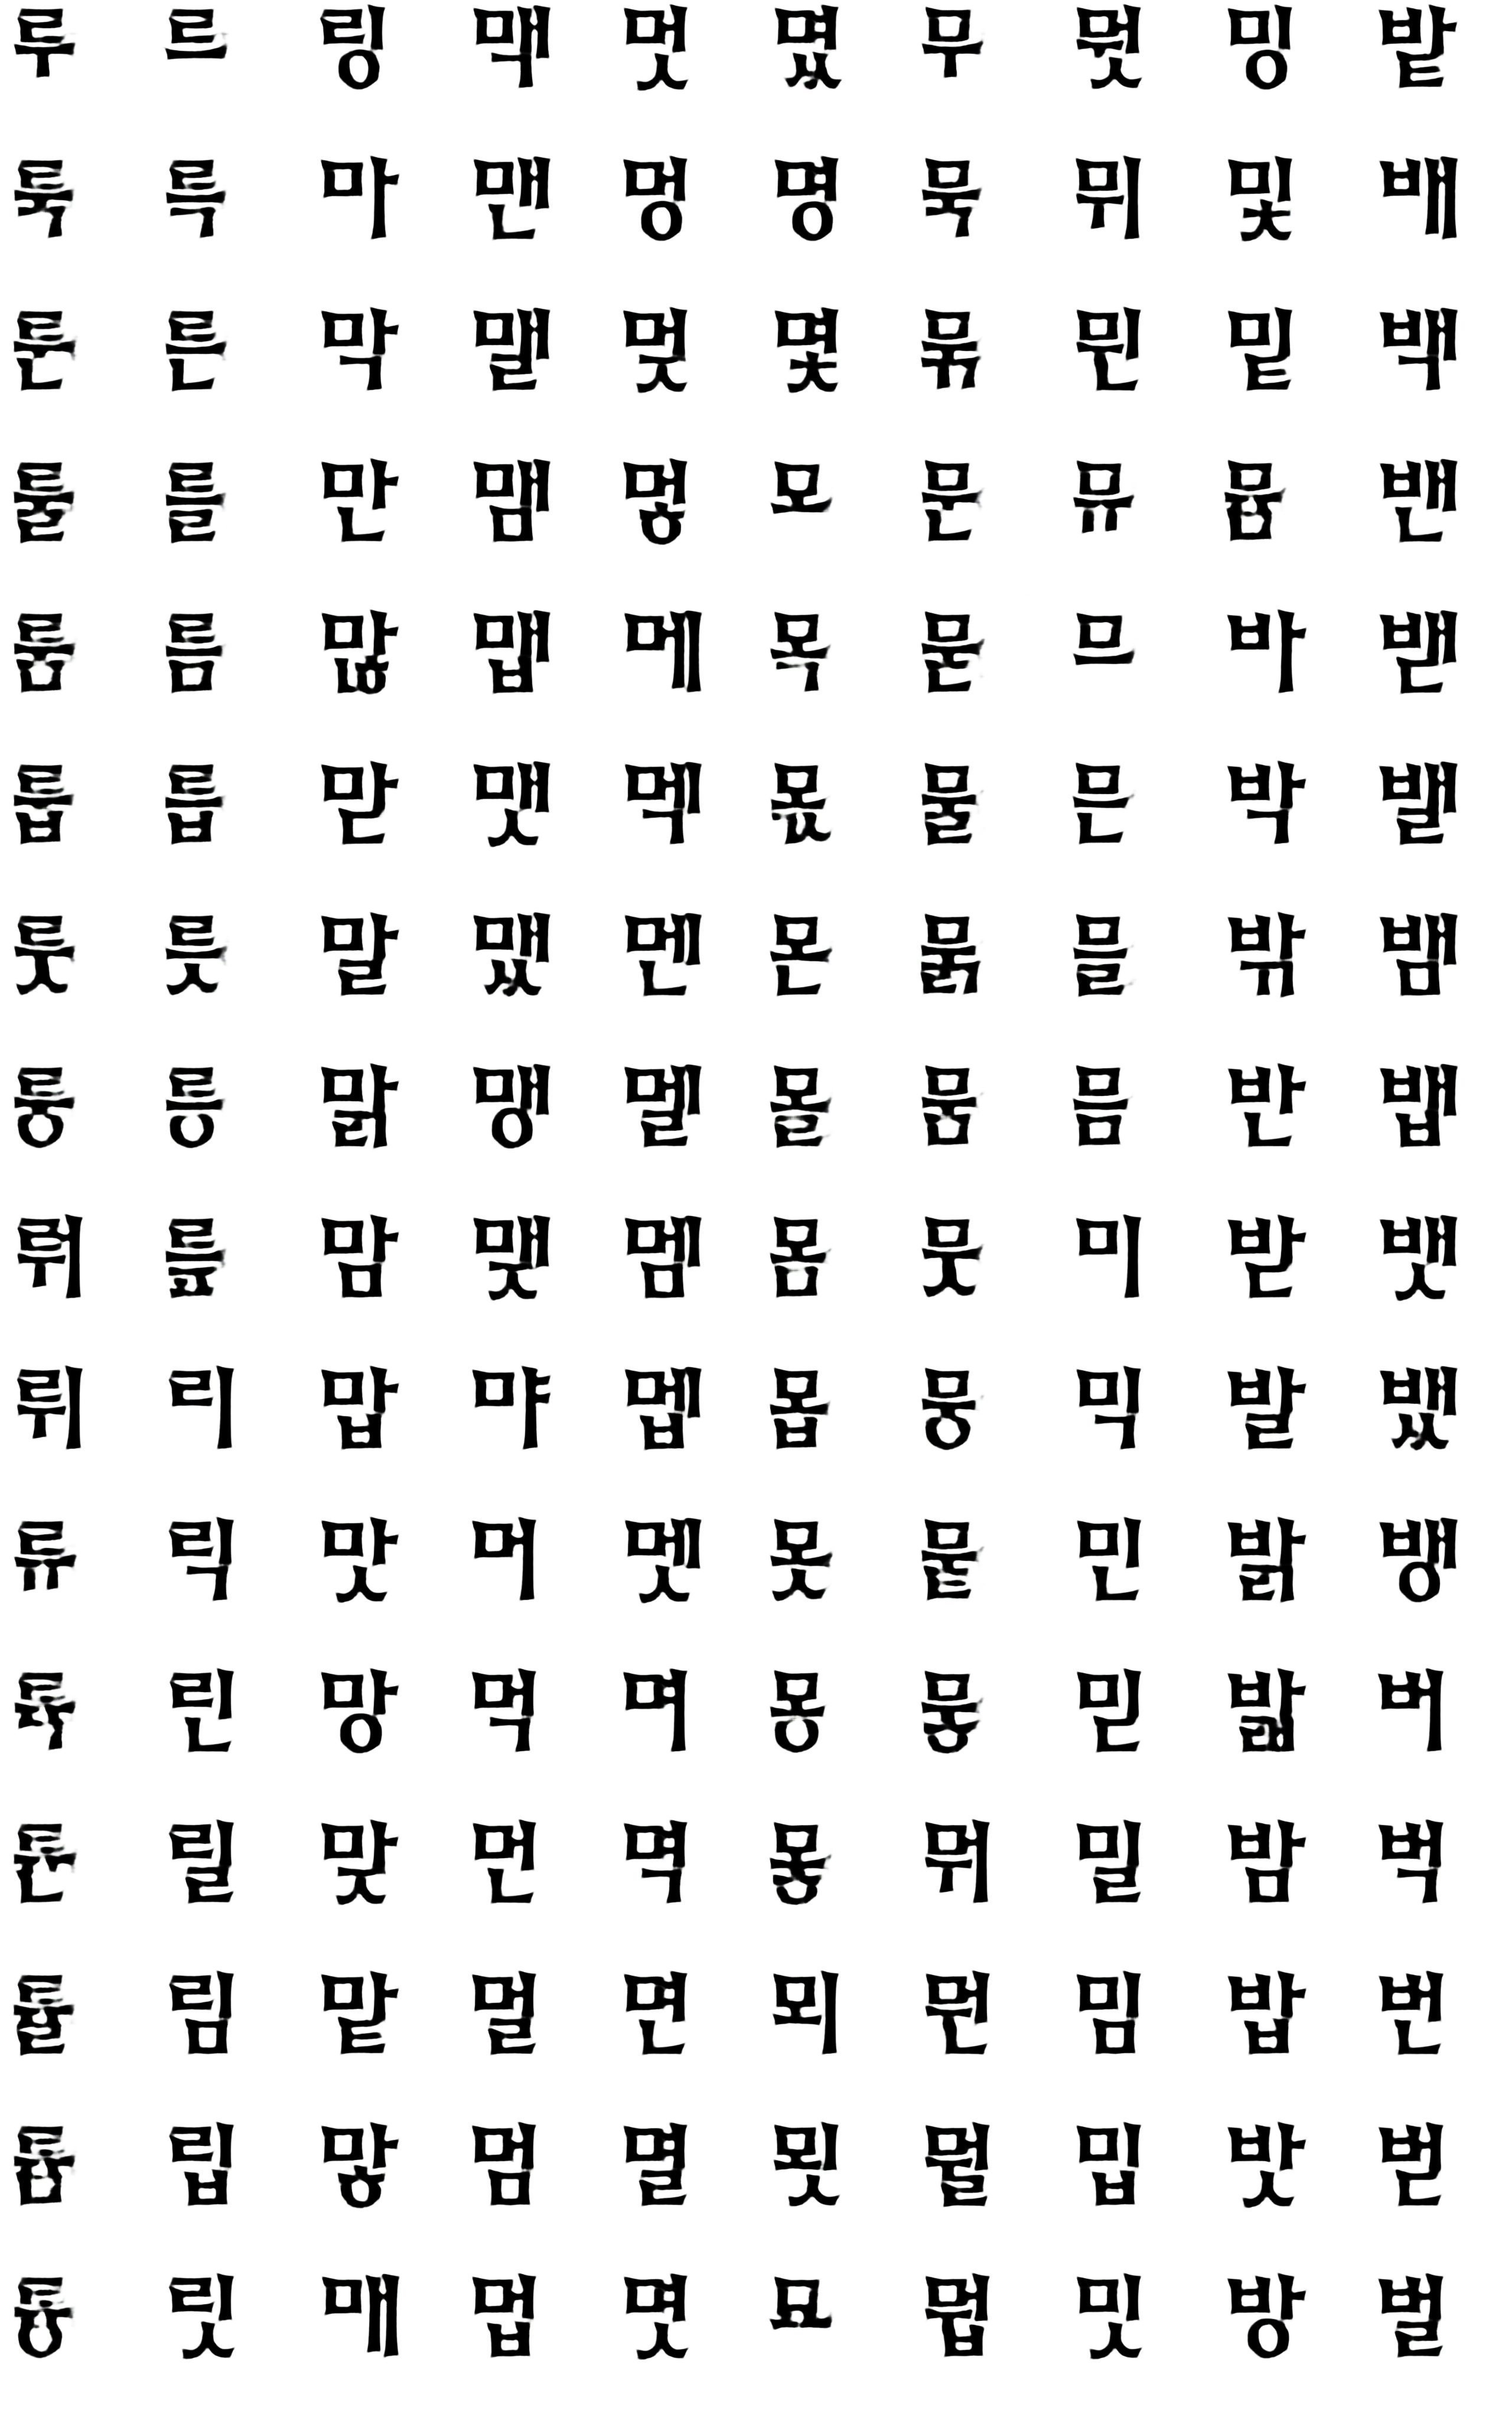 루 르 링 맥 멋 몄 무 뭣 밍 밭
룩 륵 마 맨 멍 명 묵 뮈 및 배
룬 른 막 맬 멎 몇 묶 뮌 밑 백
룰 를 만 맴 멓 모 문 뮤 밴
룸 름 많 맵 메 목 묻 므 바 밷
룹 릅 맏 맷 멕 몫 물 믄 박 밸
룻 릇 말 맸 멘 몬 묽 믈 밖 뱀
룽 릉 맑 맹 멜 몰 뭄 믐 반 뱁
뤄 릎 맘 맺 멤 몸 뭇 미 받 뱃
뤼 리 맙 먀 멥 몹 뭉 믹 발 뱄
류 릭 맛 머 멧 못 뭍 민 밝 뱅
륙 린 망 먹 며 몽 뭏 믿 밟 버
륜 릴 맞 먼 멱 뫃 뭐 밀 밤 벅
률 림 맡 멀 면 뫼 뭔 밈 밥 번
륨 립 맣 멈 멸 묏 뭘 밉 밧 벋
륭 릿 매 멉 몃 묘 뭡 밋 방 벌